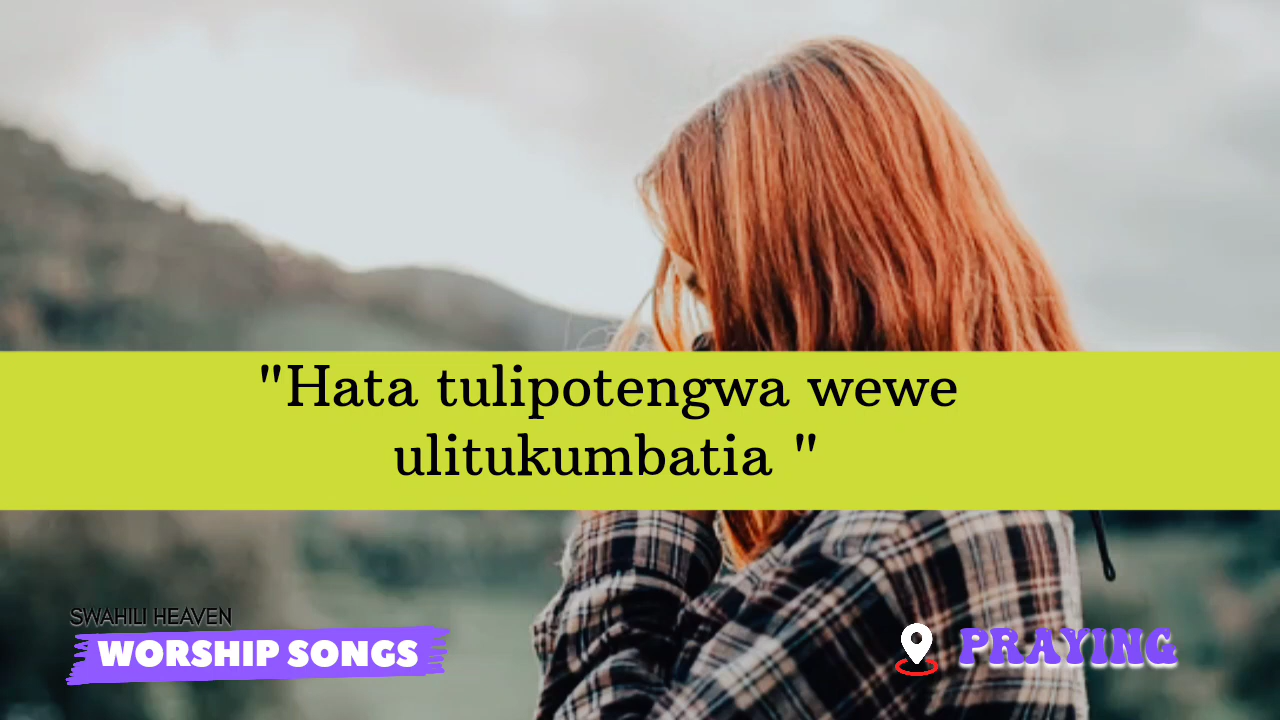 "Hata tulipotengwa wewe
ulitukumbatia "
SWAHILI HEAVEN
WORSHIP SONGS
PRAYING